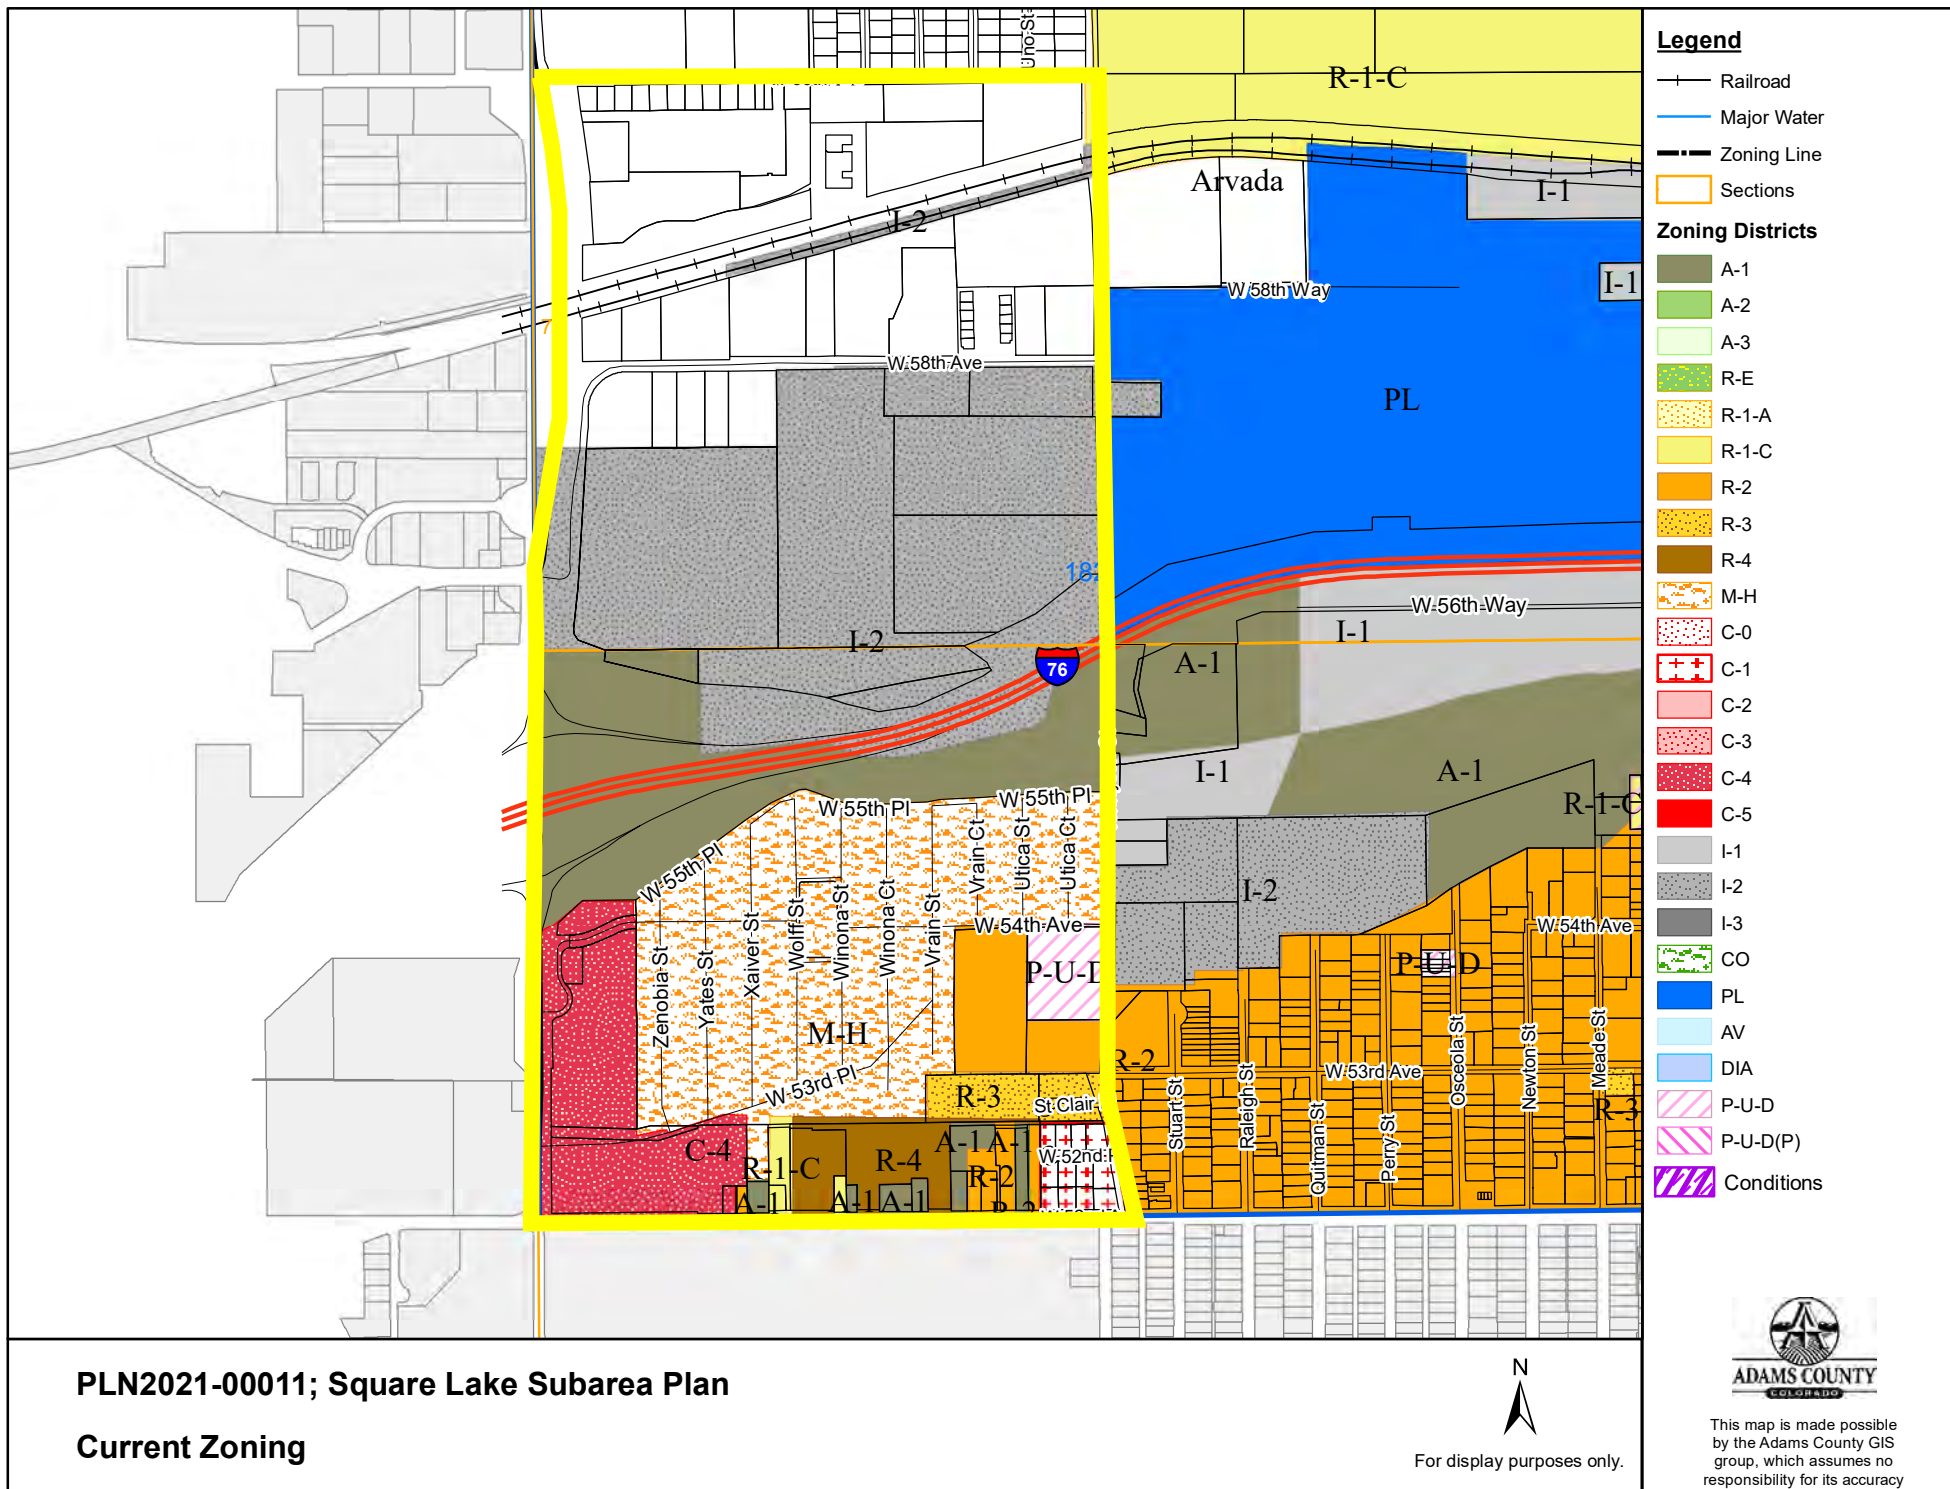 Uno St
R-1-C
Arvada
I-1
I-2
I-1
W 58th Way
7
W 58th Ave
PL
W 56th Way
I-1
I-2
76
A-1
I-1
A-1
R-1-C
W 55th Pl
W 55th Pl
W 55th Pl
Vrain Ct
Utica St
Utica Ct
I-2
W 54th Ave
W 54th Ave
Zenobia St
Yates St
Xaiver St
Wolff St
Winona St
Winona Ct
Vrain St
P-U-D
P-U-D
M-H
R-2
W 53rd Ave
W 53rd Pl
R-3
St Clair
R-3
Stuart St
Raleigh St
Quitman St
Perry St
Osceola St
Newton St
Meade St
C-4
R-1-C
R-4
A-1
A-1
W 52nd
R-2
A-1
A-1
A-1
R-2
Legend
Railroad
Major Water
Zoning Line
Sections
Zoning Districts
A-1
A-2
A-3
R-E
R-1-A
R-1-C
R-2
R-3
R-4
M-H
C-0
C-1
C-2
C-3
C-4
C-5
I-1
I-2
I-3
CO
PL
AV
DIA
P-U-D
P-U-D(P)
Conditions
ADAMS COUNTY
COLORADO
This map is made possible
by the Adams County GIS
group, which assumes no
responsibility for its accuracy
PLN2021-00011; Square Lake Subarea Plan
Current Zoning
N
For display purposes only.